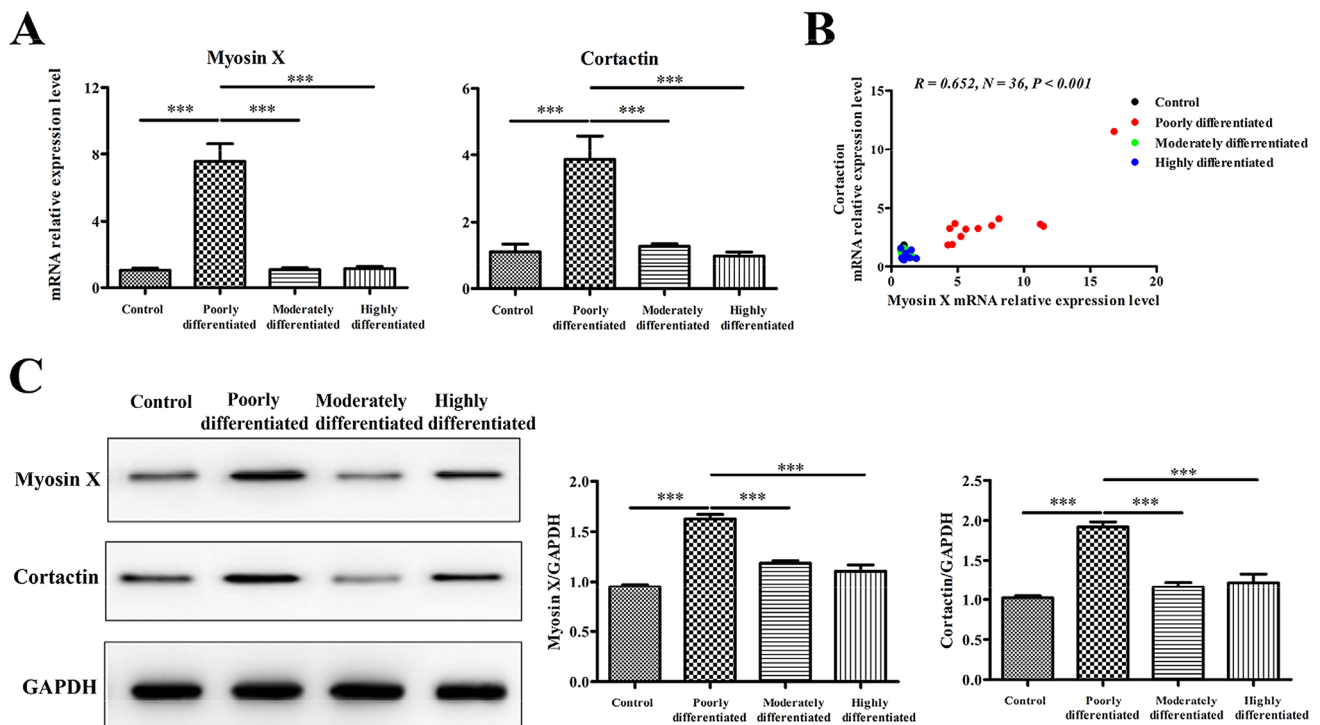 A
B
Myosin X
mRNA relative expression level
12
8
4
0
***
***
***
Control
Poorly
differentiated
Moderately
differentiated
Highly
differentiated
Cortactin
6
4
2
0
***
***
***
Control
Poorly
differentiated
Moderately
differentiated
Highly
differentiated
R = 0.652, N = 36, P < 0.001
Cortaction
mRNA relative expression level
15
10
5
0
0
5
10
15
20
Myosin X mRNA relative expression level
Control
Poorly differentiated
Moderately differrentiated
Highly differentiated
C
Control
Poorly
differentiated
Moderately
differentiated
Highly
differentiated
Myosin X
Cortactin
GAPDH
Myosin X/GAPDH
2.0
1.5
1.0
0.5
0.0
***
***
***
Control
Poorly
differentiated
Moderately
differentiated
Highly
differentiated
Cortactin/GAPDH
2.5
2.0
1.5
1.0
0.5
0.0
***
***
***
Control
Poorly
differentiated
Moderately
differentiated
Highly
differentiated